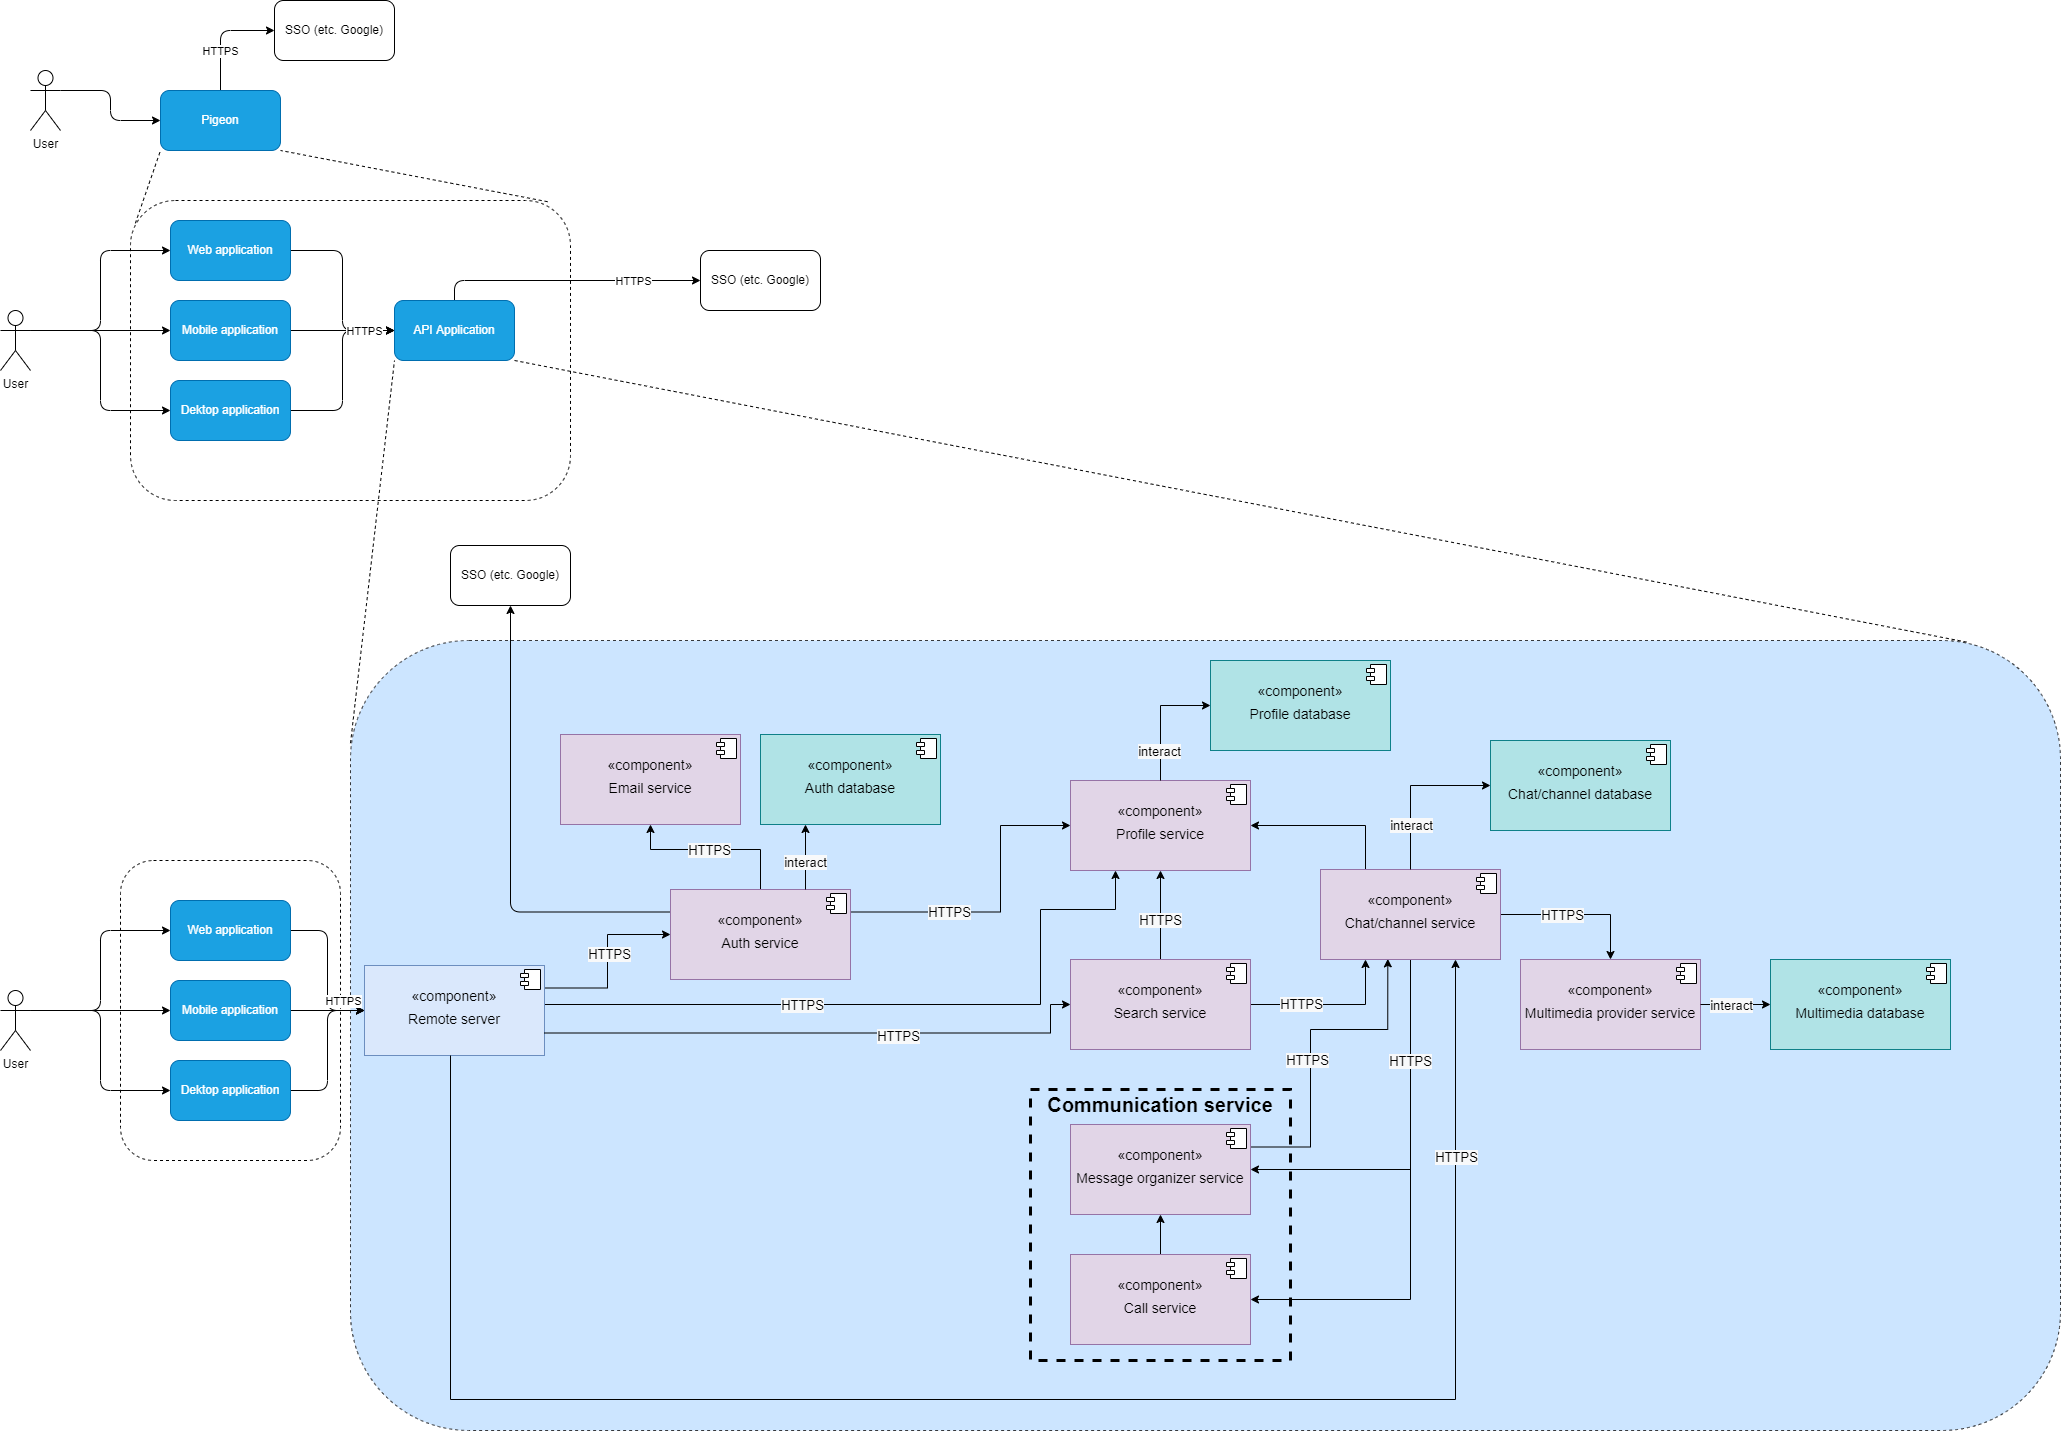 SSO (etc. Google)
HTTPS
User
Pigeon
Web application
Mobile application
Dektop application
User
HTTPS
API Application
HTTPS
SSO (etc. Google)
SSO (etc. Google)
«component»
Profile database
interact
«component»
Email service
«component»
Auth database
«component»
Chat/channel database
«component»
Profile service
interact
HTTPS
interact
«component»
Auth service
HTTPS
HTTPS
«component»
Chat/channel service
HTTPS
HTTPS
Web application
Mobile application
Dektop application
User
HTTPS
«component»
Remote server
HTTPS
HTTPS
HTTPS
«component»
Search service
HTTPS
«component»
Multimedia provider service
interact
«component»
Multimedia database
HTTPS
HTTPS
HTTPS
Communication service
«component»
Message organizer service
«component»
Call service